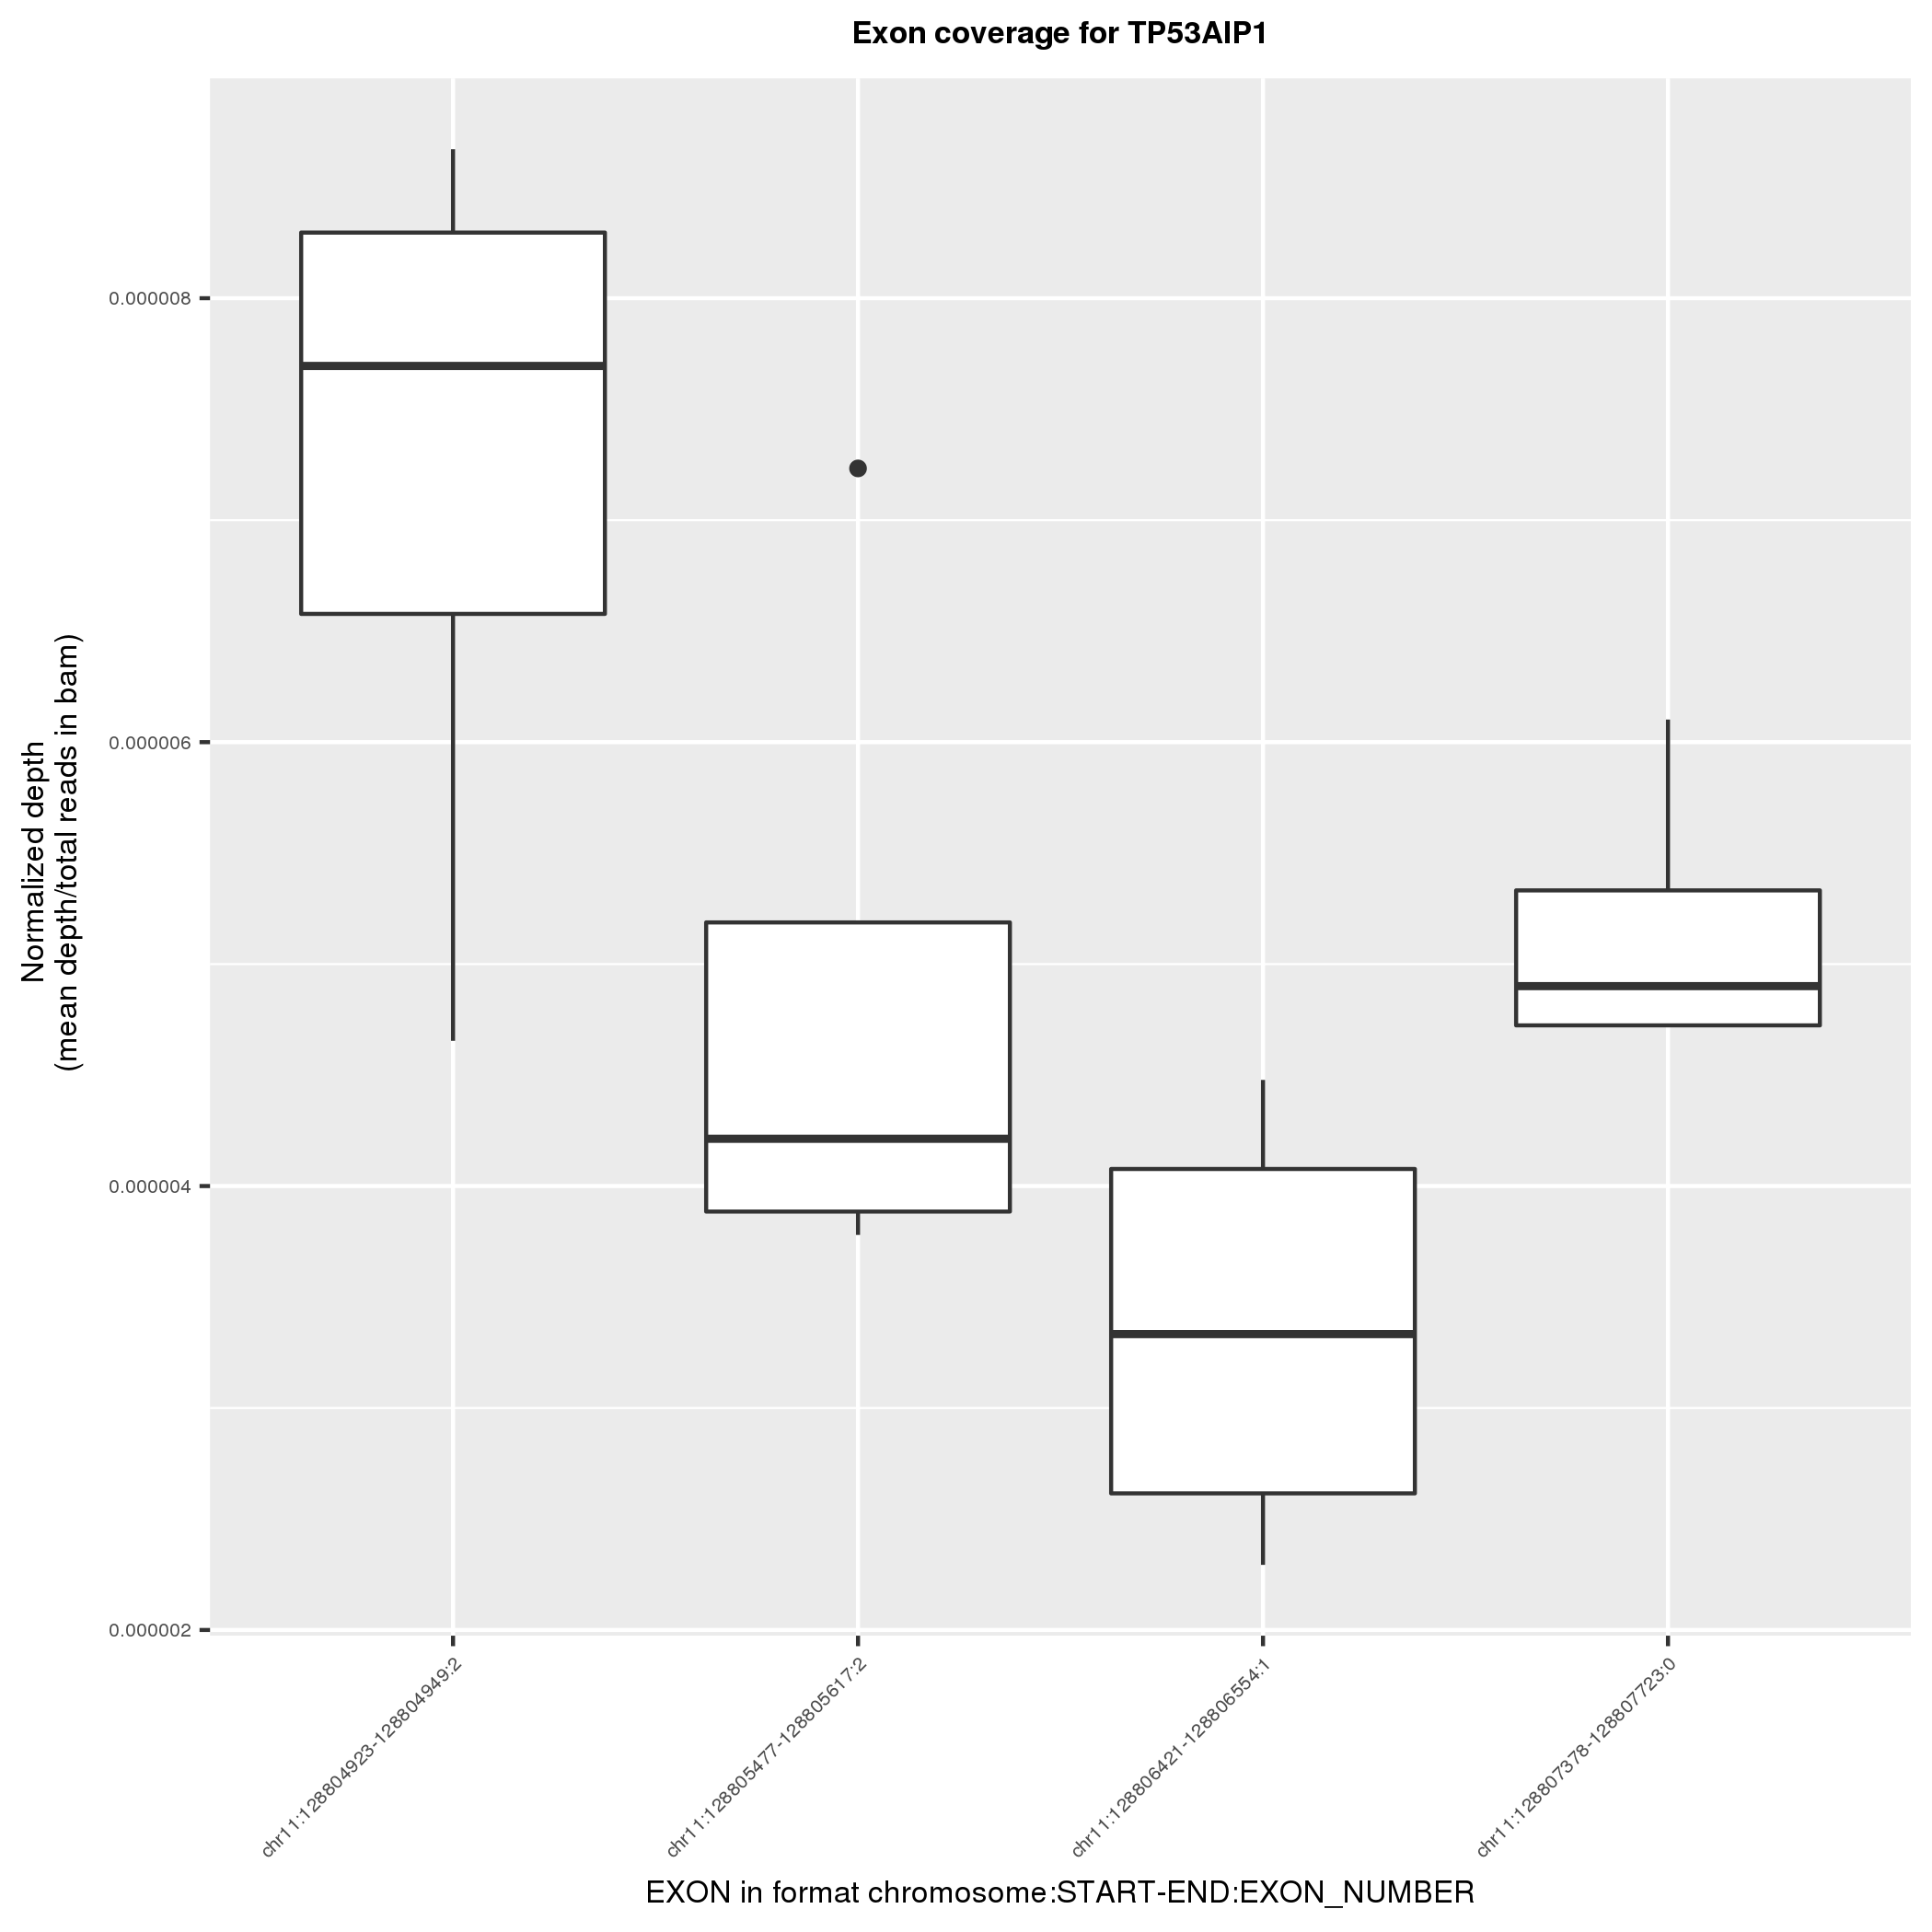 Exon coverage for TP53AIP1
Normalized depth
(mean depth/total reads in bam)
0.000008
0.000006
0.000004
0.000002
chr11:128804923-128804949:2
chr11:128805477-128805617:2
chr11:128806421-128806554:1
chr11:128807378-128807723:0
EXON in format chromosome:START-END:EXON_NUMBER